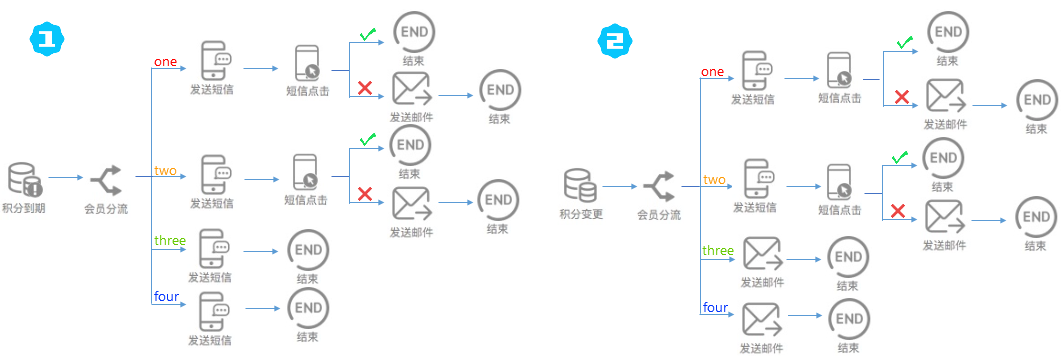 1
积分到期
会员分流
one
发送短信
短信点击
END
结束
发送邮件
END
结束
two
发送短信
短信点击
END
结束
发送邮件
END
结束
three
发送短信
END
结束
four
发送短信
END
结束
2
积分变更
会员分流
one
发送短信
短信点击
END
结束
发送邮件
END
结束
two
发送短信
短信点击
END
结束
发送邮件
END
结束
three
发送邮件
END
结束
four
发送邮件
END
结束